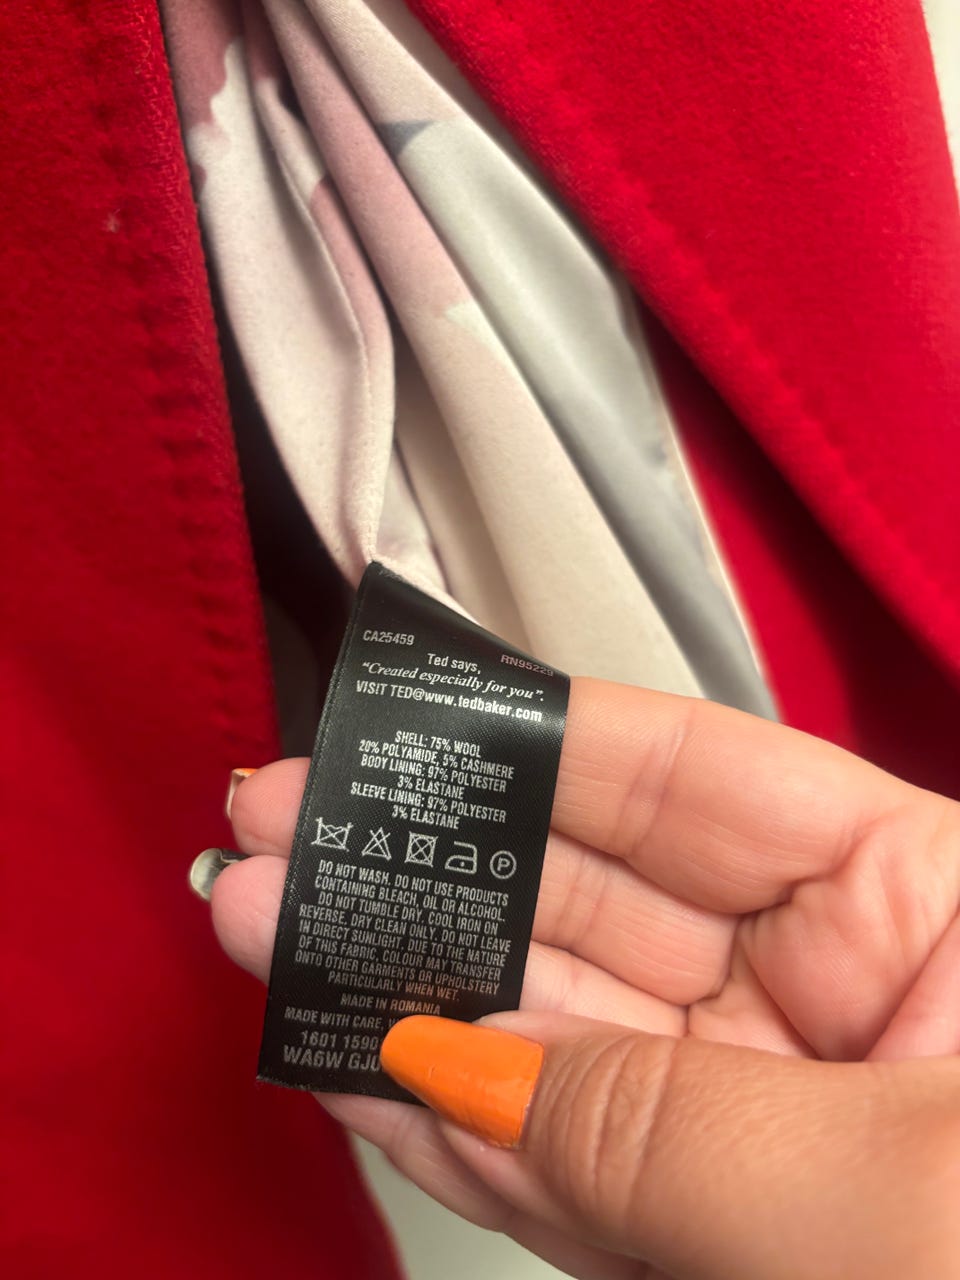 CA25459
RN95229
Ted says,
“Created especially for you”.
VISIT TED@www.tedbaker.com
SHELL: 75% WOOL
20% POLYAMIDE, 5% CASHMERE
BODY LINING: 97% POLYESTER
3% ELASTANE
SLEEVE LINING: 97% POLYESTER
3% ELASTANE
P
DO NOT WASH. DO NOT USE PRODUCTS
CONTAINING BLEACH, OIL OR ALCOHOL.
DO NOT TUMBLE DRY. COOL IRON ON
REVERSE. DRY CLEAN ONLY. DO NOT LEAVE
IN DIRECT SUNLIGHT. DUE TO THE NATURE
OF THIS FABRIC, COLOUR MAY TRANSFER
ONTO OTHER GARMENTS OR UPHOLSTERY
PARTICULARLY WHEN WET.
MADE IN ROMANIA
MADE WITH CARE,
1601 1590
WA6W GJ0